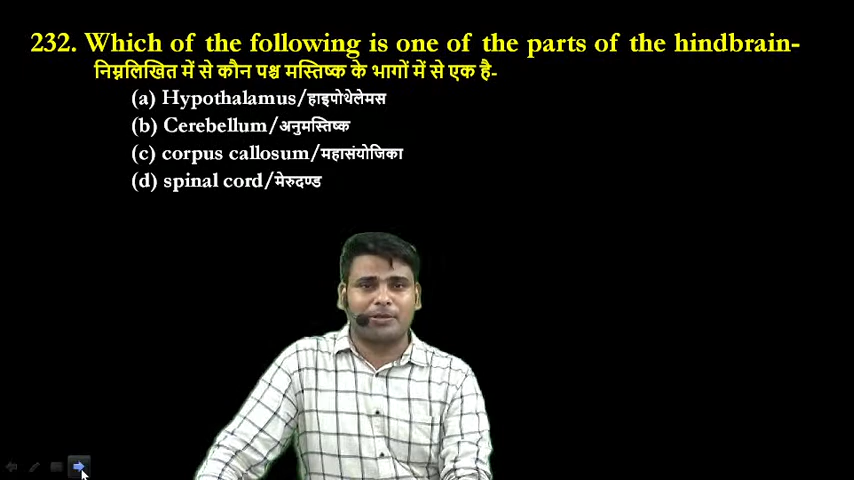 232. Which of the following is one of the parts of the hindbrain-
निम्नलिखित में से कौन पश्च मस्तिष्क के भागों में से एक है-
(a) Hypothalamus/हाइपोथेलेमस
(b) Cerebellum/अनुमस्तिष्क
(c) corpus callosum/महासंयोजिका
(d) spinal cord/मेरुदण्ड